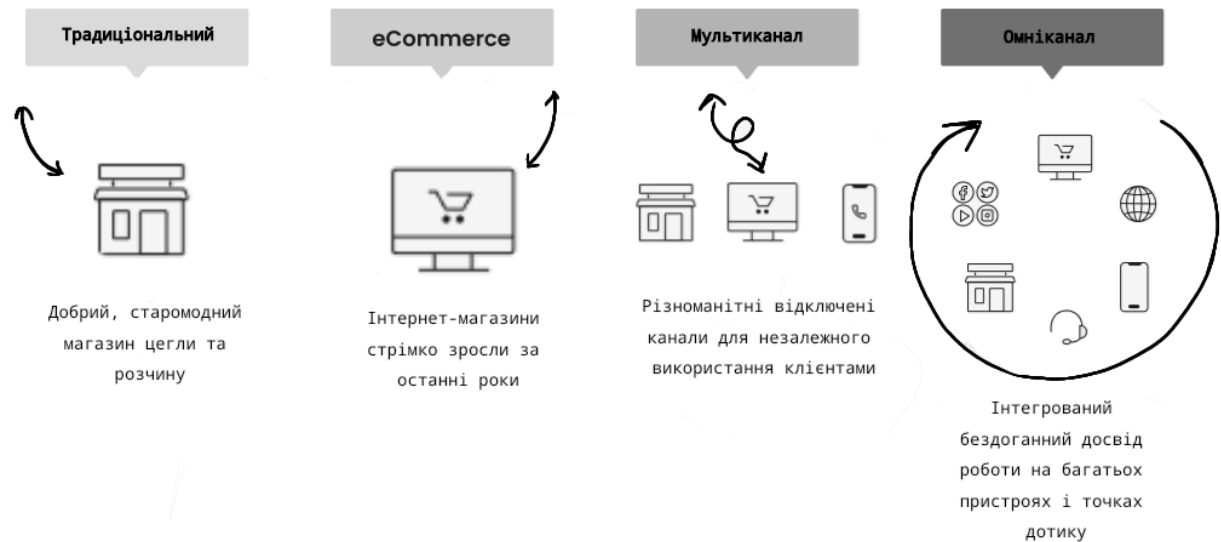 Традиціональний
eCommerce
Мультиканал
Омніканал
Добрий, старомодний
магазин цегли та
розчину
Інтернет-магазини
стрімко зросли за
останні роки
Різноманітні відключені
канали для незалежного
використання клієнтами
Інтегрований
бездоганний досвід
роботи на багатьох
пристроях і точках
дотику